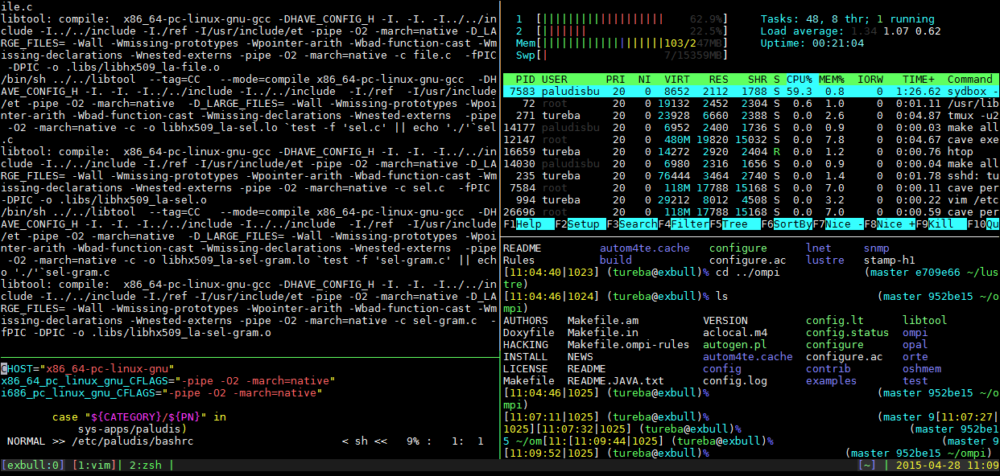 ile.c
libtool: compile:  x86_64-pc-linux-gnu-gcc -DHAVE_CONFIG_H -I. -I. -I../../in
clude -I../../include -I./ref -I/usr/include/et -pipe -O2 -march=native -D_LA
RGE_FILES= -Wall -Wmissing-prototypes -Wpointer-arith -Wbad-function-cast -Wm
issing-declarations -Wnested-externs -pipe -O2 -march=native -c file.c  -fPIC
 -DPIC -o .libs/libhx509_la-file.o
/bin/sh ../../libtool  --tag=CC   --mode=compile x86_64-pc-linux-gnu-gcc  -DH
AVE_CONFIG_H -I. -I.  -I../../include -I../../include -I./ref  -I/usr/include
/et -pipe -O2 -march=native  -D_LARGE_FILES= -Wall -Wmissing-prototypes -Wpoi
nter-arith -Wbad-function-cast -Wmissing-declarations -Wnested-externs  -pipe
 -O2 -march=native -c -o libhx509_la-sel.lo `test -f 'sel.c' || echo './'`sel
.c
libtool: compile:  x86_64-pc-linux-gnu-gcc -DHAVE_CONFIG_H -I. -I. -I../../in
clude -I../../include -I./ref -I/usr/include/et -pipe -O2 -march=native -D_LA
RGE_FILES= -Wall -Wmissing-prototypes -Wpointer-arith -Wbad-function-cast -Wm
issing-declarations -Wnested-externs -pipe -O2 -march=native -c sel.c  -fPIC
-DPIC -o .libs/libhx509_la-sel.o
/bin/sh ../../libtool  --tag=CC   --mode=compile x86_64-pc-linux-gnu-gcc  -DH
AVE_CONFIG_H -I. -I.  -I../../include -I../../include -I./ref  -I/usr/include
/et -pipe -O2 -march=native  -D_LARGE_FILES= -Wall -Wmissing-prototypes -Wpoi
nter-arith -Wbad-function-cast -Wmissing-declarations -Wnested-externs  -pipe
 -O2 -march=native -c -o libhx509_la-sel-gram.lo `test -f 'sel-gram.c' || ech
o './'`sel-gram.c
libtool: compile:  x86_64-pc-linux-gnu-gcc -DHAVE_CONFIG_H -I. -I. -I../../in
clude -I../../include -I./ref -I/usr/include/et -pipe -O2 -march=native -D_LA
RGE_FILES= -Wall -Wmissing-prototypes -Wpointer-arith -Wbad-function-cast -Wm
issing-declarations -Wnested-externs -pipe -O2 -march=native -c sel-gram.c  -
fPIC -DPIC -o .libs/libhx509_la-sel-gram.o
CHOST="x86_64-pc-linux-gnu"
x86_64_pc_linux_gnu_CFLAGS="-pipe -O2 -march=native"
i686_pc_linux_gnu_CFLAGS="-pipe -O2 -march=native"
case "${CATEGORY}/${PN}" in
sys-apps/paludis)
NORMAL >> /etc/paludis/bashrc                       < sh <<   9% :   1:  1
1  [||||||||||||||||||||    62.9%]     Tasks: 48, 8 thr; 1 running
2  [|||||||                 22.5%]     Load average: 1.34 1.07 0.62
Mem[|||||||||||||||||||103/247MB]     Uptime: 00:21:04
Swp[|                  7/15359MB]
  PID USER      PRI  NI  VIRT   RES   SHR S CPU% MEM%  IORW   TIME+  Command
 7583 paludisbu  20   0  8652  2112  1788 S 59.3  0.8     0  1:26.62 sydbox -
   72 root       20   0 19132  2452  2304 S  0.6  1.0     0  0:01.11 /usr/lib
  271 tureba     20   0 23928  6660  2388 S  0.0  2.6     0  0:04.87 tmux -u2
14177 paludisbu  20   0  6952  2400  1736 S  0.0  0.9     0  0:00.03 make all
12147 root       20   0  480M 19820 15032 S  0.0  7.8     0  0:04.67 cave exe
16659 tureba     20   0 14272  2920  2404 R  0.0  1.2     0  0:00.76 htop
14030 paludisbu  20   0  6980  2316  1656 S  0.0  0.9     0  0:00.04 make all
  235 tureba     20   0 76444  3464  2740 S  0.0  1.4     0  0:01.78 sshd: tu
 7584 root       20   0  118M 17788 15168 S  0.0  7.0     0  0:00.11 cave per
  994 tureba     20   0 29212  8012  4508 S  0.0  3.2     0  0:00.22 vim /etc
26696 root       20   0  118M 17788 15168 S  0.0  7.0     0  0:00.59 cave per
F1Help  F2Setup F3SearchF4FilterF5Tree  F6SortByF7Nice -F8Nice +F9Kill  F10Qu
README         autom4te.cache   configure      lnet     snmp
Rules          build            configure.ac   lustre   stamp-h1
[11:04:40|1023] (tureba@exbull)% cd ../ompi             (master e709e66 ~/lus
tre)
[11:04:46|1024] (tureba@exbull)% ls                       (master 952be15 ~/o
mpi)
AUTHORS   Makefile.am          VERSION         config.lt      libtool
Doxyfile  Makefile.in          aclocal.m4      config.status  ompi
HACKING   Makefile.ompi-rules  autogen.pl      configure      opal
INSTALL   NEWS                 autom4te.cache  configure.ac   orte
LICENSE   README               config          contrib        oshmem
Makefile  README.JAVA.txt      config.log      examples       test
[11:04:46|1025] (tureba@exbull)%                          (master 952be15 ~/o
mpi)
[11:07:11|1025] (tureba@exbull)%                          (master 9[11:07:27|
1025][11:07:32|1025] (tureba@exbull)%                          (master 952be1
5 ~/om[11:[11:09:44|1025] (tureba@exbull)%                          (master 9
[11:09:52|1025] (tureba@exbull)%                     (master 952be15 ~/ompi)
[exbull:0] [1:vim]| 2:zsh |                    [~] | 2015-04-28 11:09